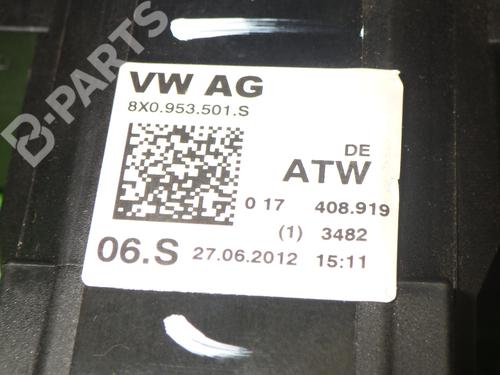 B-PARTS
VW AG
8X0.953.501.S
DE
ATW
0 17 408.919
(1) 3482
06.S 27.06.2012 15:11